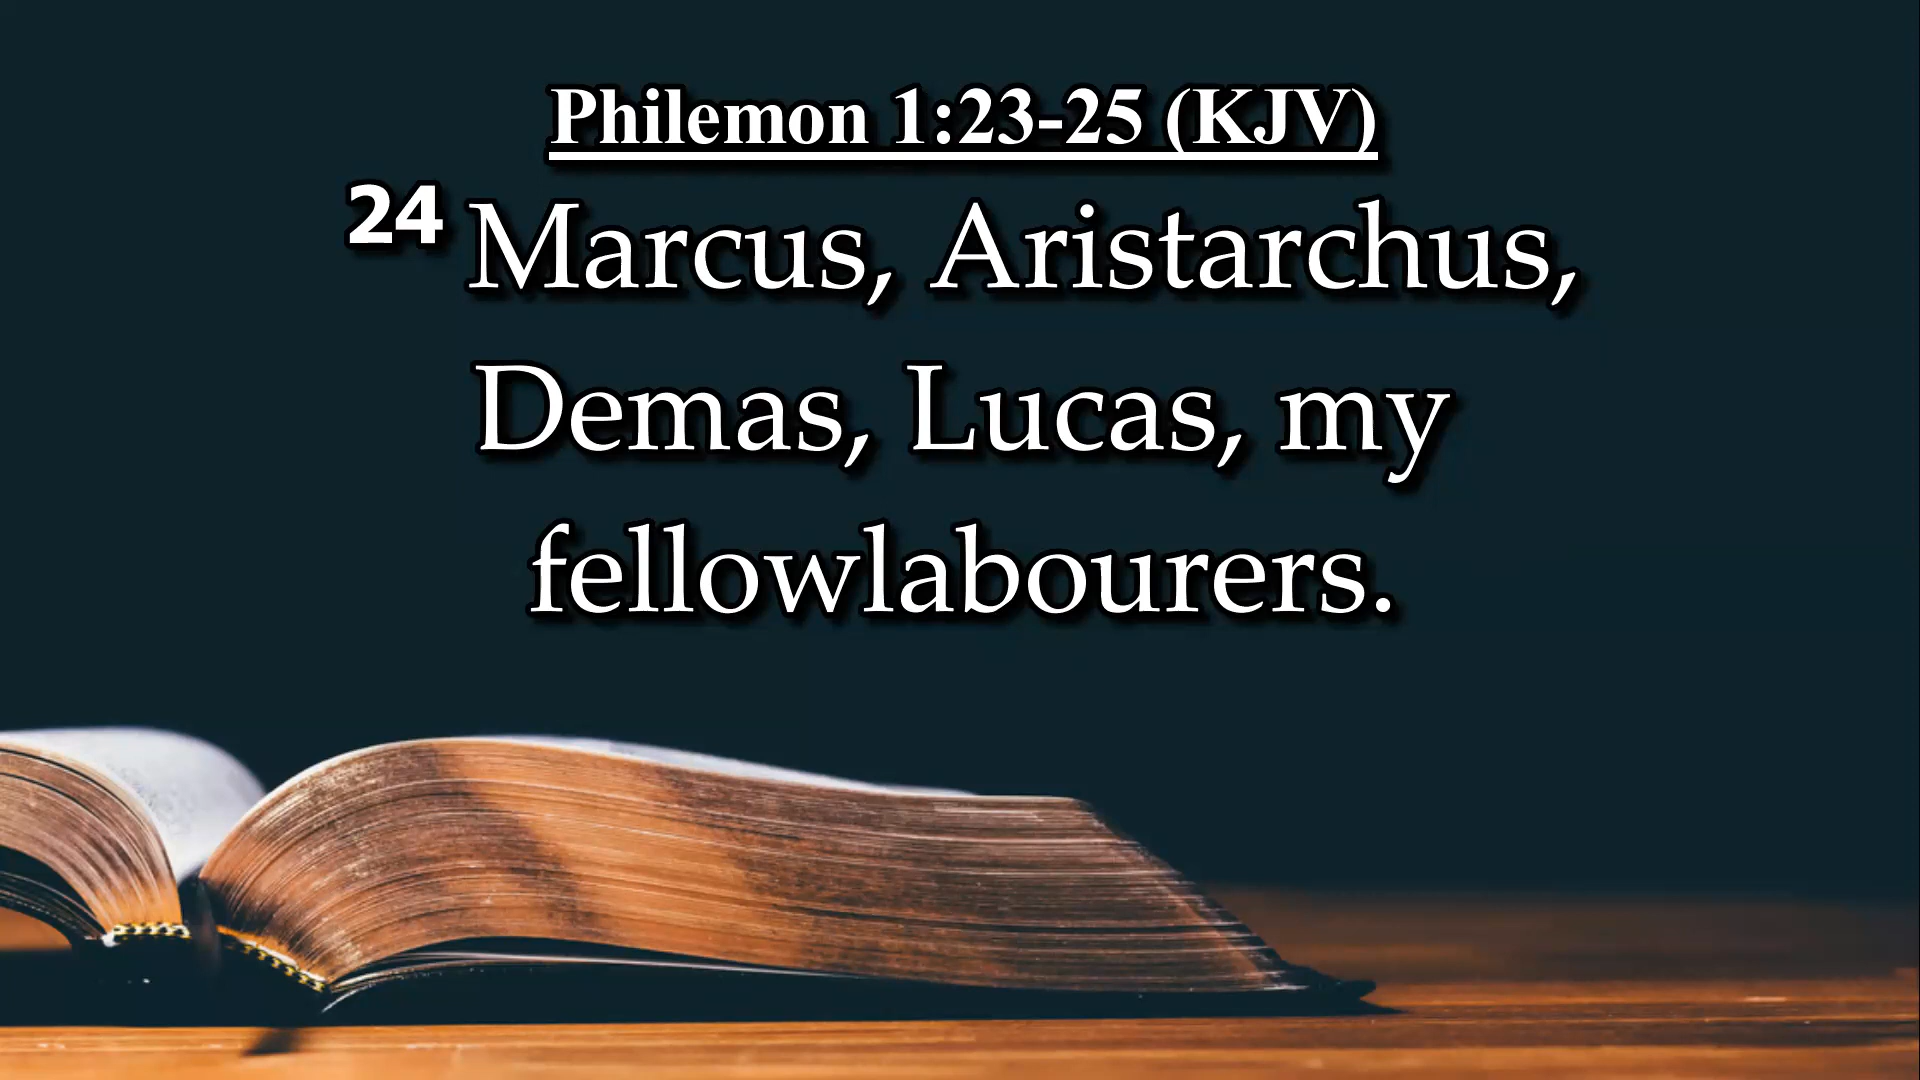 Philemon 1:23-25 (KJV)
24 Marcus, Aristarchus,
Demas, Lucas, my
fellowlabourers.